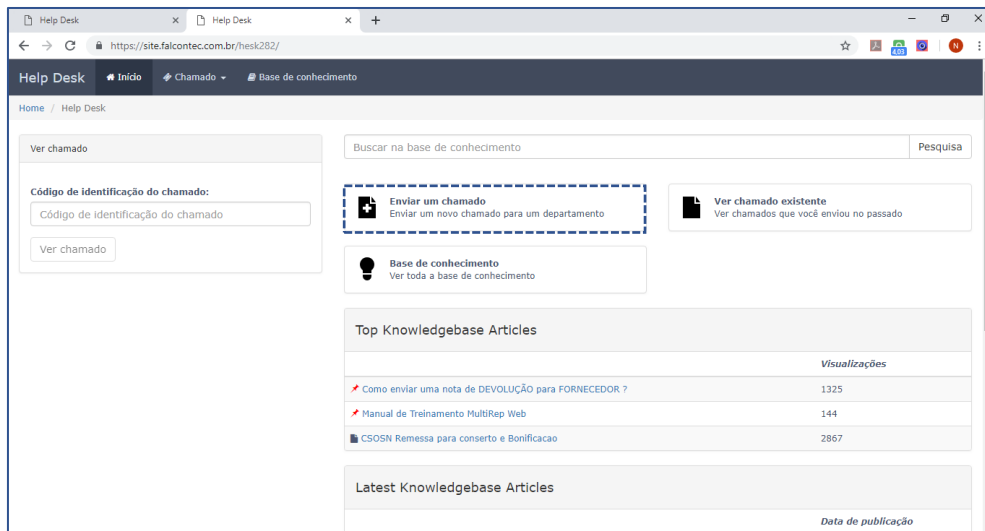 Help Desk
Help Desk
https://site.falcontec.com.br/hesk282/
4,03
N
Help Desk Início Chamado Base de conhecimento
Home / Help Desk
Ver chamado
Código de identificação do chamado:
Código de identificação do chamado
Ver chamado
Buscar na base de conhecimento Pesquisa
Enviar um chamado
Enviar um novo chamado para um departamento
Ver chamado existente
Ver chamados que você enviou no passado
Base de conhecimento
Ver toda a base de conhecimento
Top Knowledgebase Articles
Visualizações
Como enviar uma nota de DEVOLUÇÃO para FORNECEDOR ? 1325
Manual de Treinamento MultiRep Web 144
CSOSN Remessa para conserto e Bonificacao 2867
Latest Knowledgebase Articles
Data de publicação